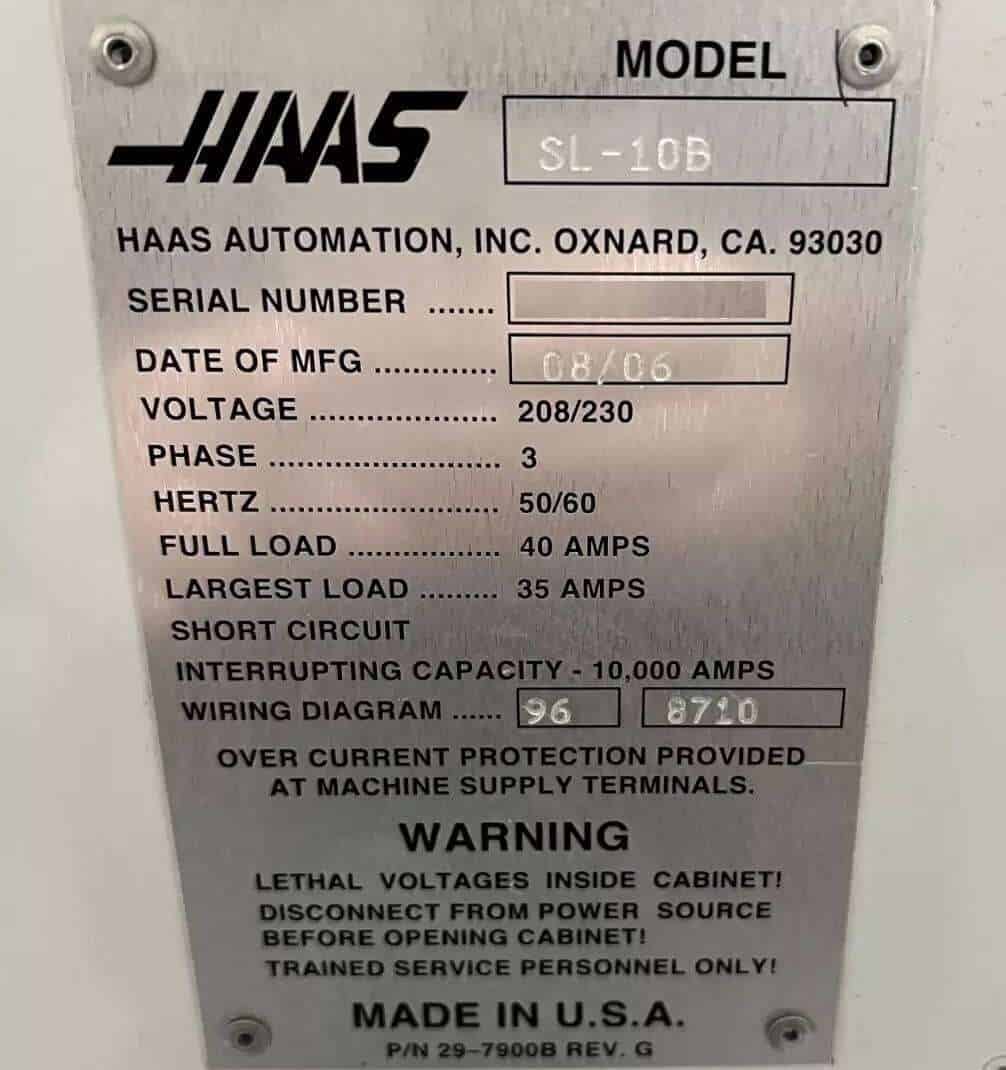 MODEL
HAAS
SL-10B
HAAS AUTOMATION, INC. OXNARD, CA. 93030
SERIAL NUMBER .......
DATE OF MFG ............. 08/06
VOLTAGE .................... 208/230
PHASE ......................... 3
HERTZ ......................... 50/60
FULL LOAD ................. 40 AMPS
LARGEST LOAD ......... 35 AMPS
SHORT CIRCUIT
INTERRUPTING CAPACITY - 10,000 AMPS
WIRING DIAGRAM ...... 96 8710
OVER CURRENT PROTECTION PROVIDED
AT MACHINE SUPPLY TERMINALS.
WARNING
LETHAL VOLTAGES INSIDE CABINET!
DISCONNECT FROM POWER SOURCE
BEFORE OPENING CABINET!
TRAINED SERVICE PERSONNEL ONLY!
MADE IN U.S.A.
P/N 29-7900B REV. G